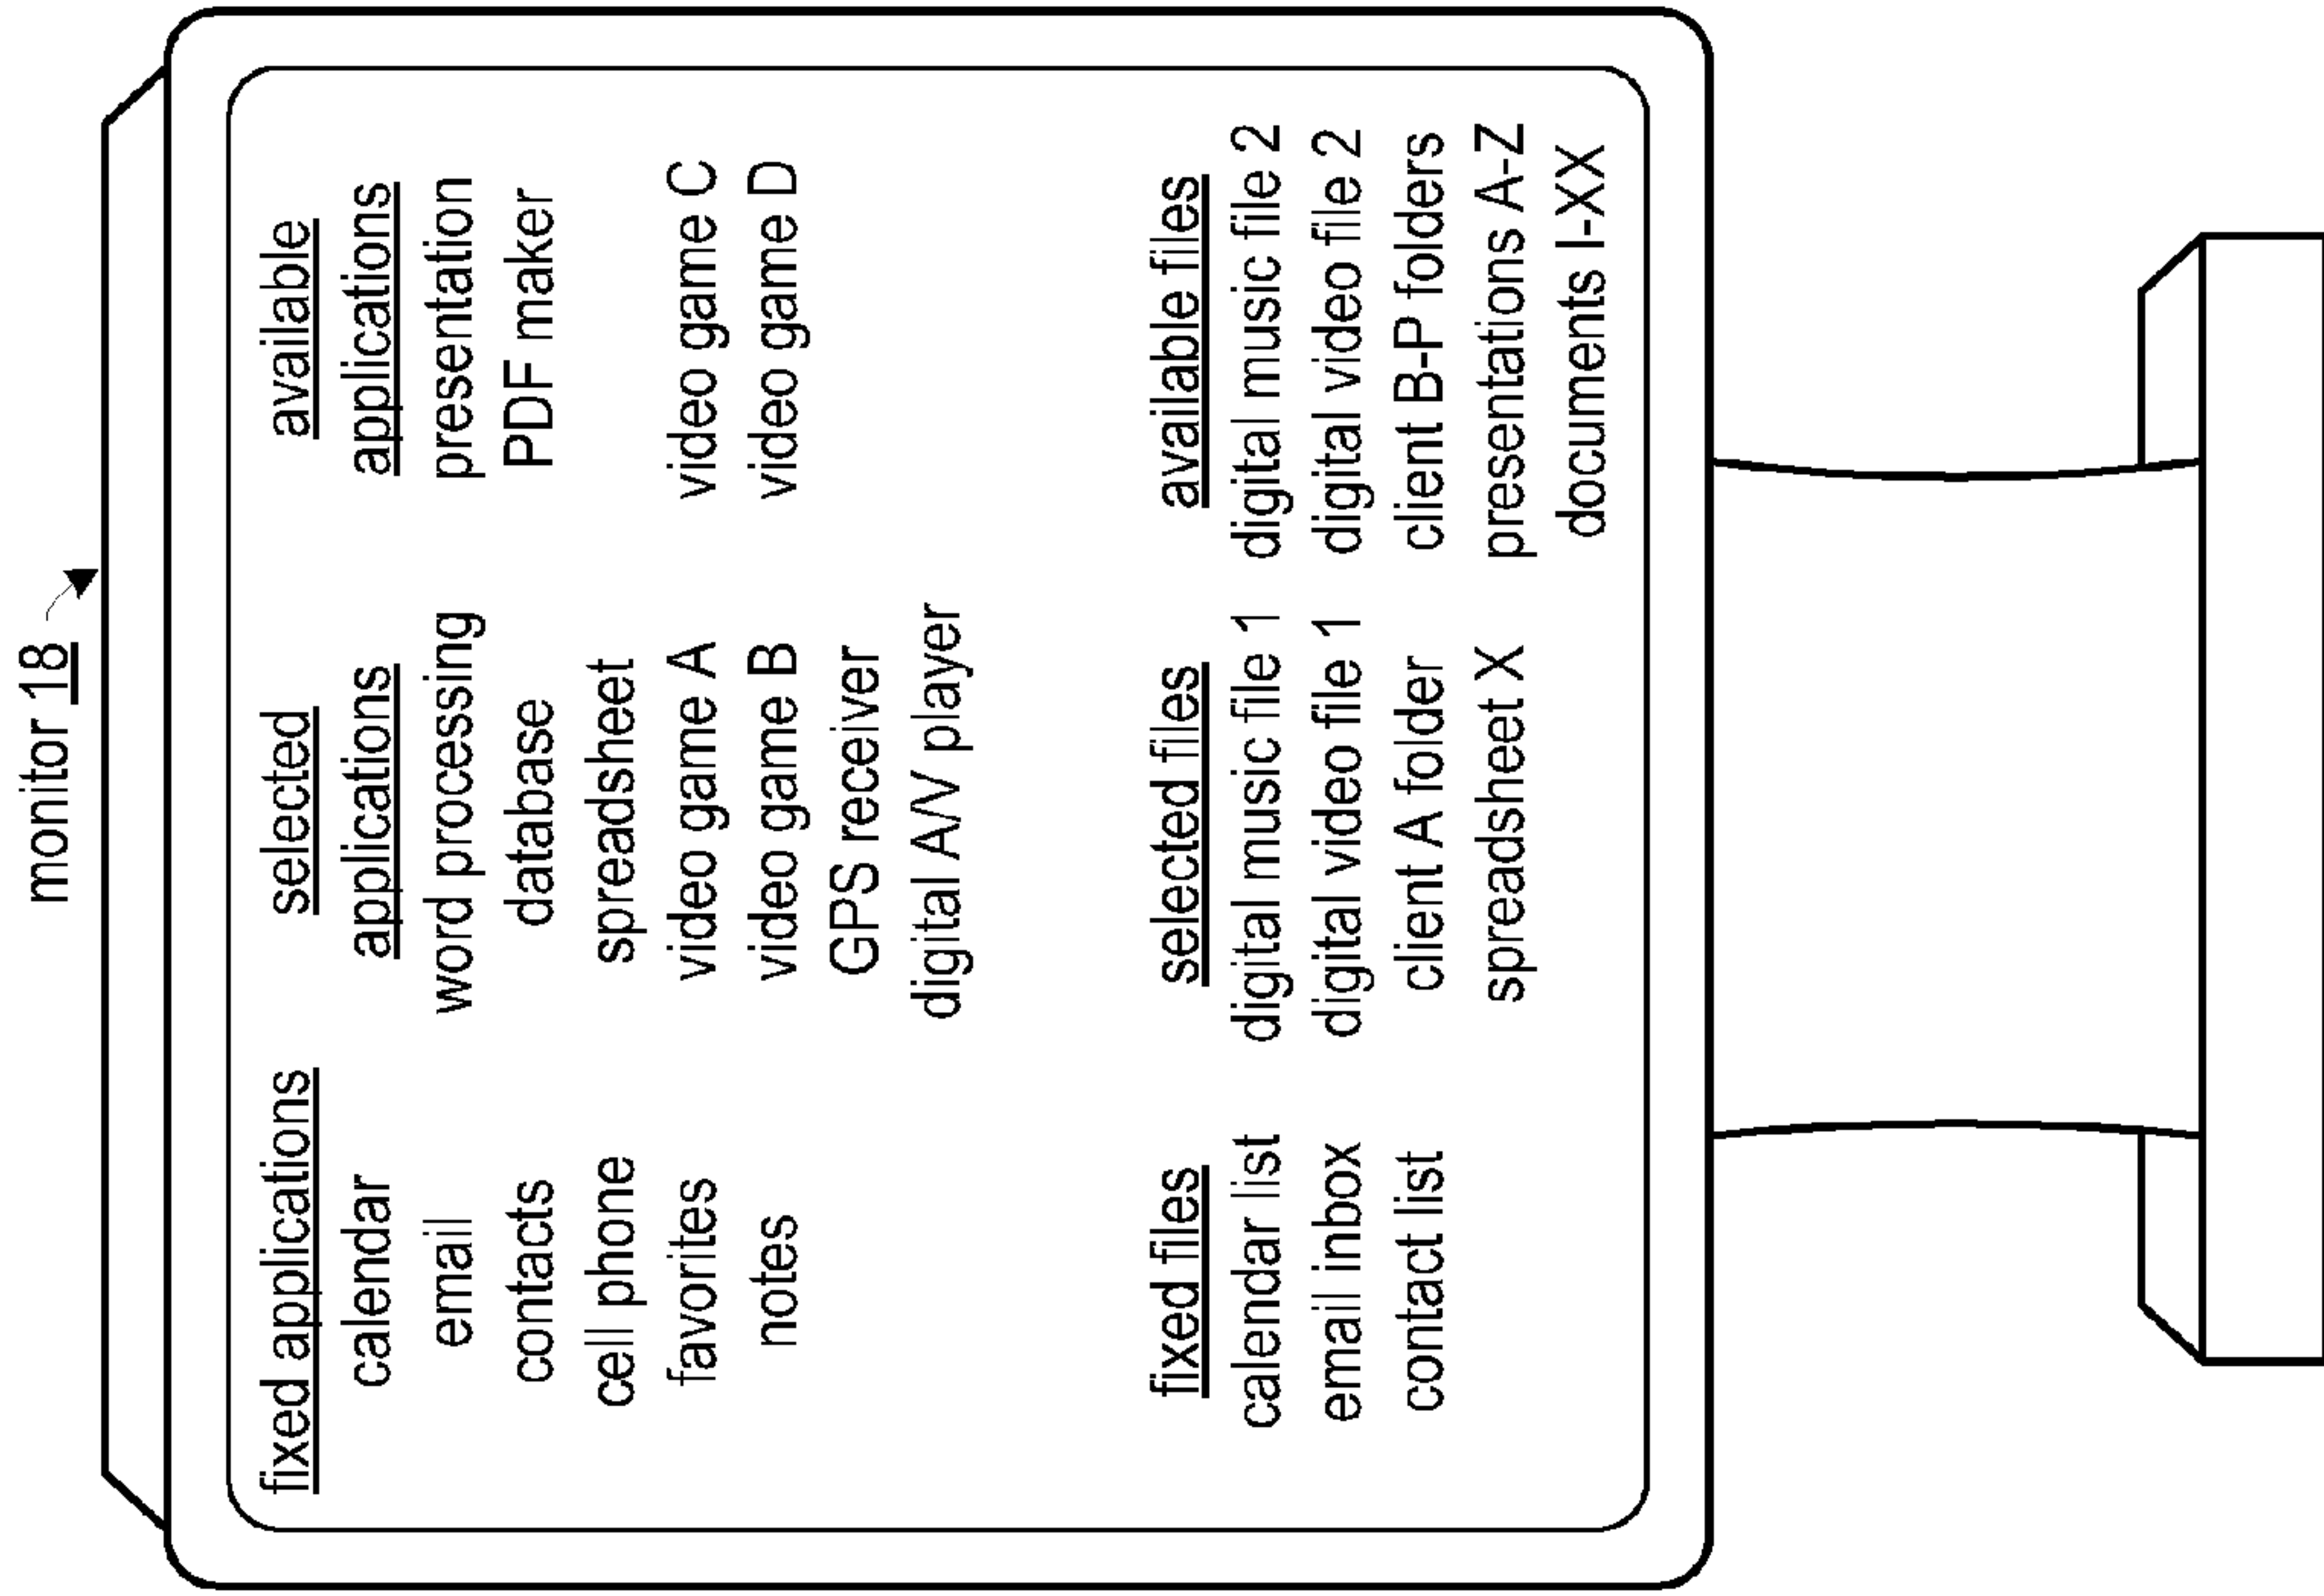 monitor 18
fixed applications
calendar
email
contacts
cell phone
favorites
notes
selected
applications
word processing
database
spreadsheet
video game A
video game B
GPS receiver
digital A/V player
available
applications
presentation
PDF maker
video game C
video game D
fixed files
calendar list
email inbox
contact list
selected files
digital music file 1
digital video file 1
client A folder
spreadsheet X
available files
digital music file 2
digital video file 2
client B-P folders
presentations A-Z
documents I-XX